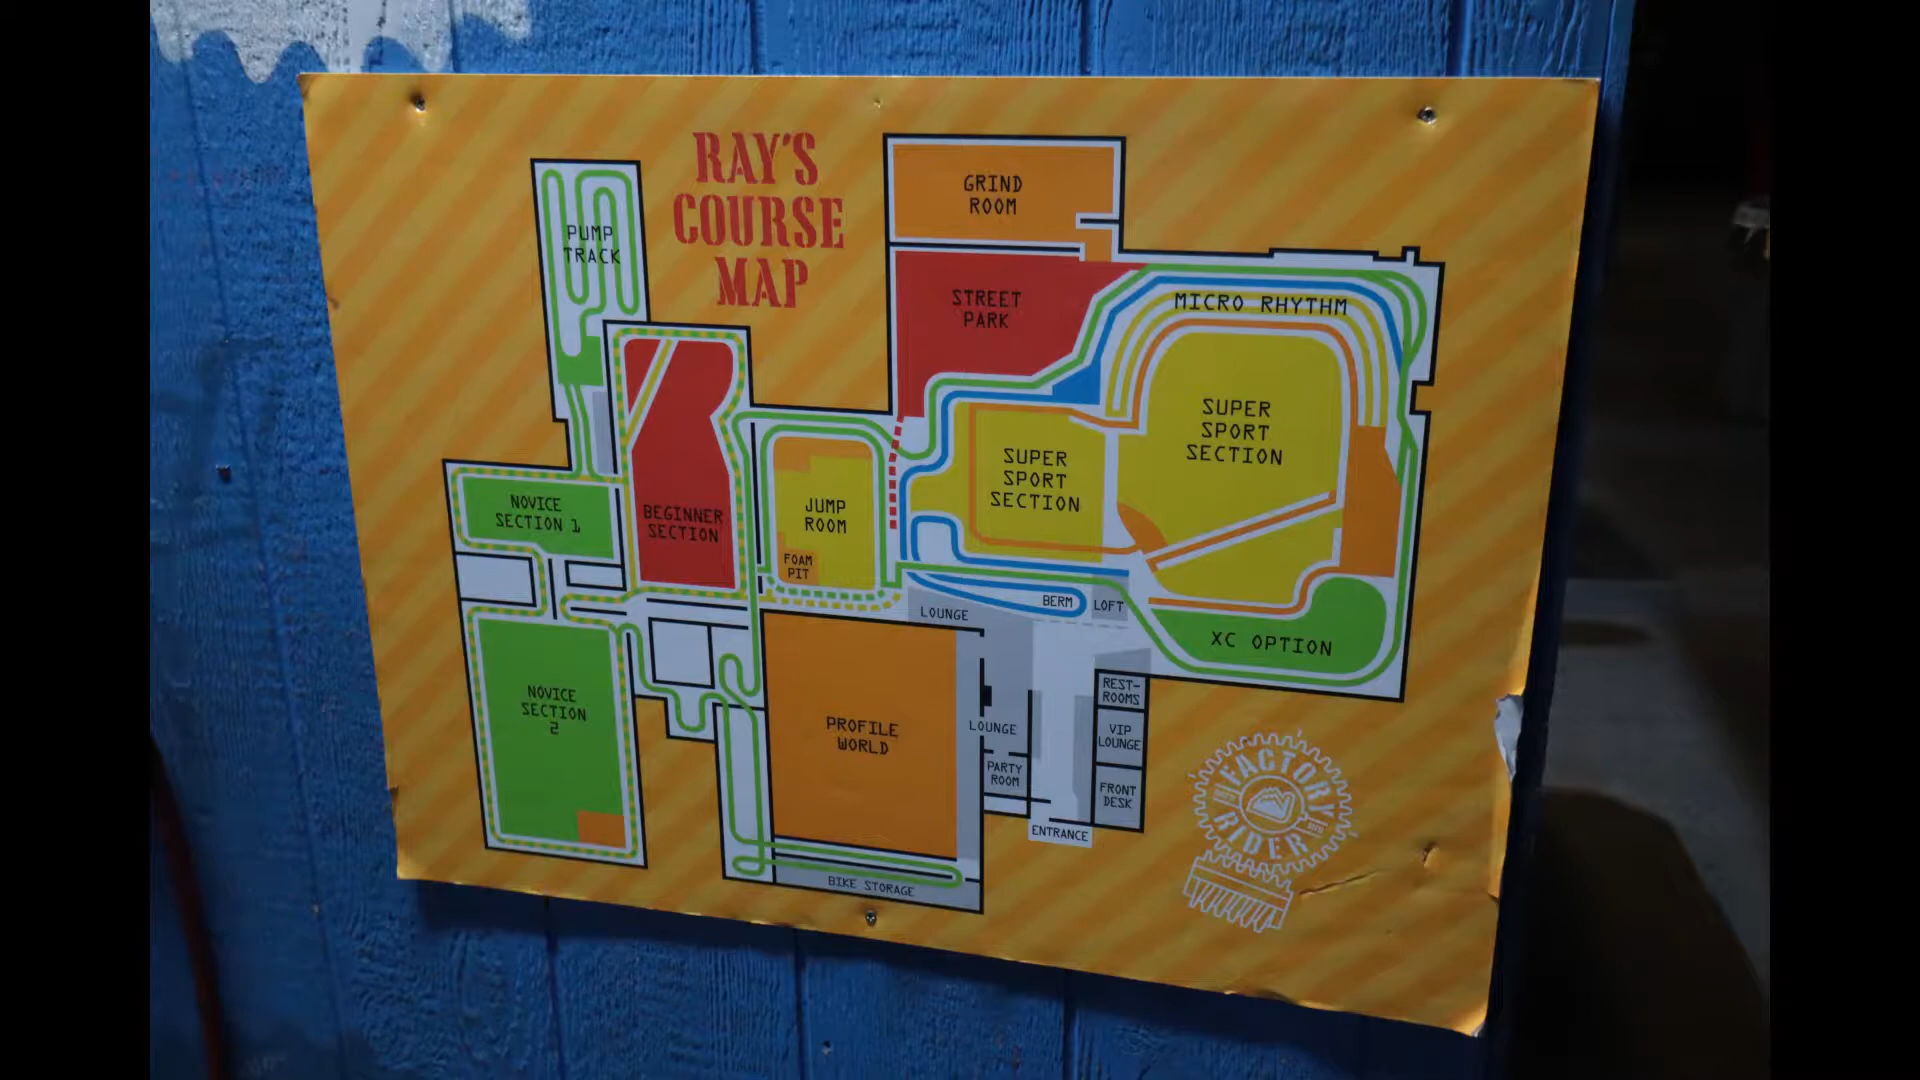 RAY'S
COURSE
MAP
GRIND
ROOM
PUMP
TRACK
STREET
PARK
MICRO RHYTHM
SUPER
SPORT
SECTION
SUPER
SPORT
SECTION
NOVICE
SECTION 1
BEGINNER
SECTION
JUMP
ROOM
FOAM
PIT
BERM
LOFT
LOUNGE
XC OPTION
NOVICE
SECTION
2
PROFILE
WORLD
LOUNGE
REST-
ROOMS
VIP
LOUNGE
PARTY
ROOM
FRONT
DESK
ENTRANCE
BIKE STORAGE
FACTORY
RIDER